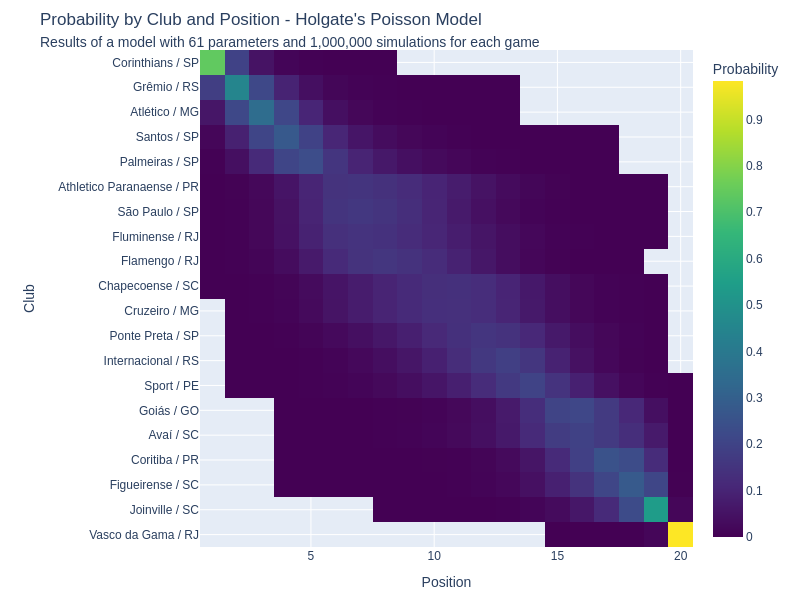 Probability by Club and Position - Holgate's Poisson Model
Results of a model with 61 parameters and 1,000,000 simulations for each game
Probability
Corinthians / SP
Grêmio / RS
Atlético / MG
Santos / SP
Palmeiras / SP
Athletico Paranaense / PR
São Paulo / SP
Fluminense / RJ
Flamengo / RJ
Chapecoense / SC
Cruzeiro / MG
Ponte Preta / SP
Internacional / RS
Sport / PE
Goiás / GO
Avaí / SC
Coritiba / PR
Figueirense / SC
Joinville / SC
Vasco da Gama / RJ
Club
5
10
15
20
Position
0.9
0.8
0.7
0.6
0.5
0.4
0.3
0.2
0.1
0